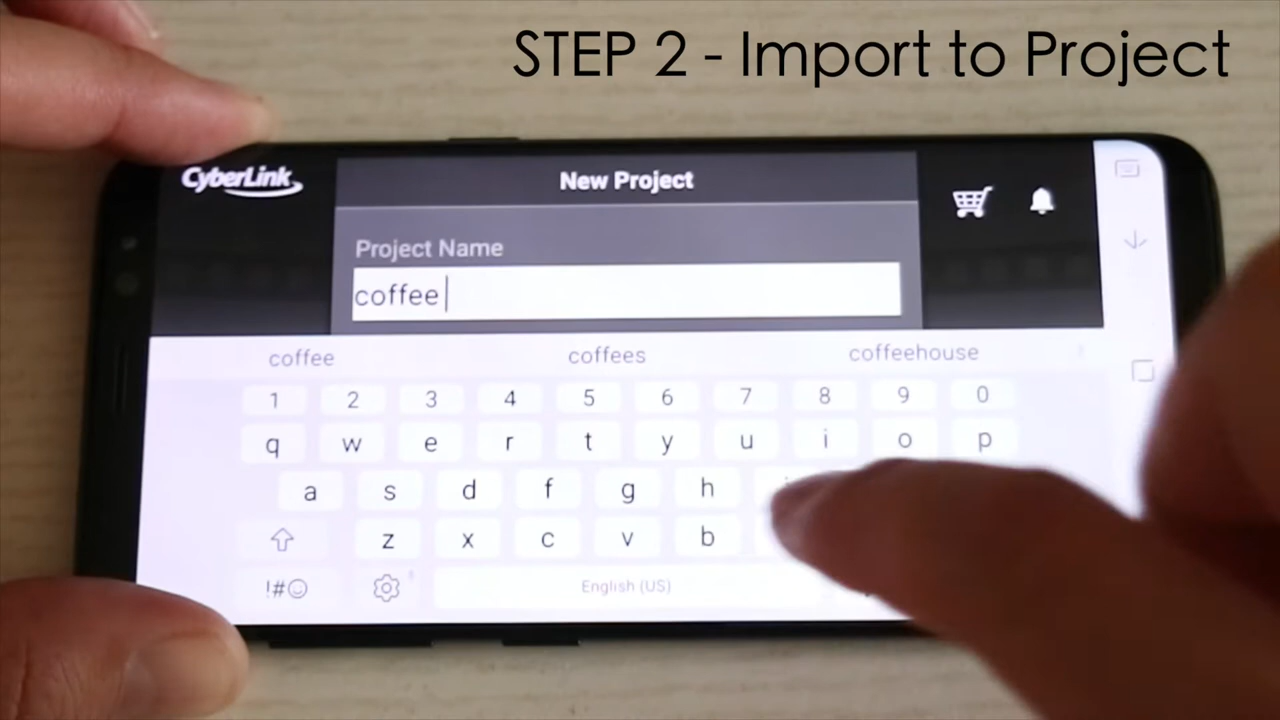 STEP 2 - Import to Project
CyberLink
New Project
Project Name
coffee
coffee coffees coffeehouse
1 2 3 4 5 6 7 8 9 0
q w e r t y u i o p
a s d f g h
z x c v b
!#☺ English (US)